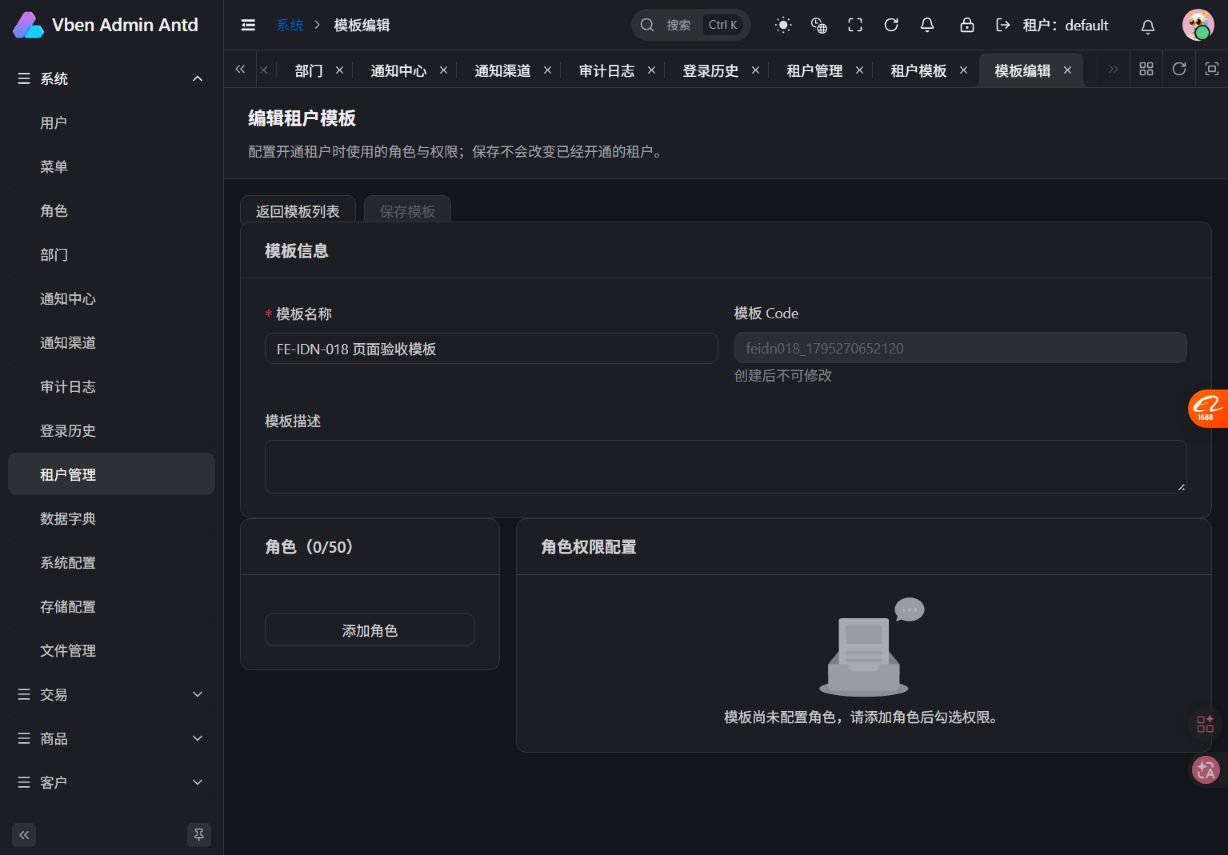 Vben Admin Antd
系统
模板编辑
搜索
Ctrl K
租户：default
部门
通知中心
通知渠道
审计日志
登录历史
租户管理
租户模板
模板编辑
系统
用户
菜单
角色
部门
通知中心
通知渠道
审计日志
登录历史
租户管理
数据字典
系统配置
存储配置
文件管理
交易
商品
客户
编辑租户模板
配置开通租户时使用的角色与权限；保存不会改变已经开通的租户。
返回模板列表
保存模板
模板信息
* 模板名称
模板 Code
FE-IDN-018 页面验收模板
feidn018_1795270652120
创建后不可修改
模板描述
1688
角色（0/50）
添加角色
角色权限配置
模板尚未配置角色，请添加角色后勾选权限。